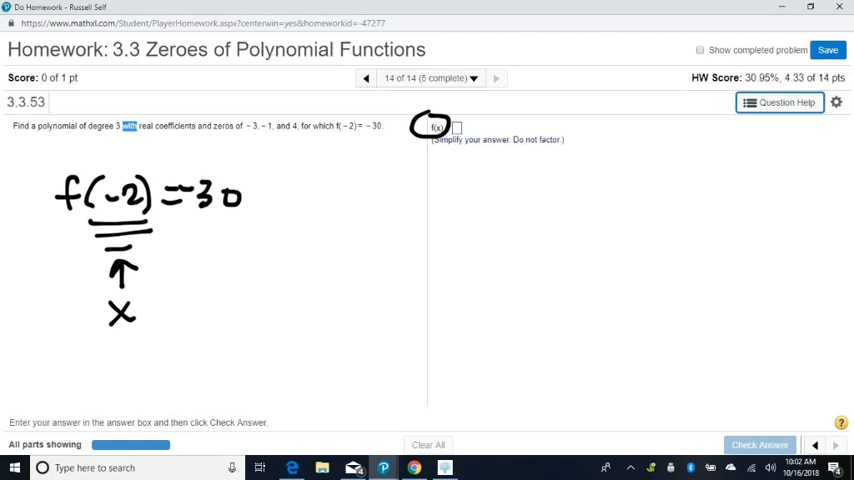 Do Homework - Russell Self
https://www.mathxl.com/Student/PlayerHomework.aspx?centerwin=yes&homeworkid=-47277
Homework: 3.3 Zeroes of Polynomial Functions
Show completed problem
Save
Score: 0 of 1 pt
14 of 14 (5 complete)
HW Score: 30.95%, 4.33 of 14 pts
3.3.53
Question Help
Find a polynomial of degree 3 with real coefficients and zeros of −3, −1, and 4, for which f(−2) = −30.
f(x)
(Simplify your answer. Do not factor.)
f(-2)=-30
x
Enter your answer in the answer box and then click Check Answer.
?
All parts showing
Clear All
Check Answer
Type here to search
10:02 AM
10/16/2018
4
4